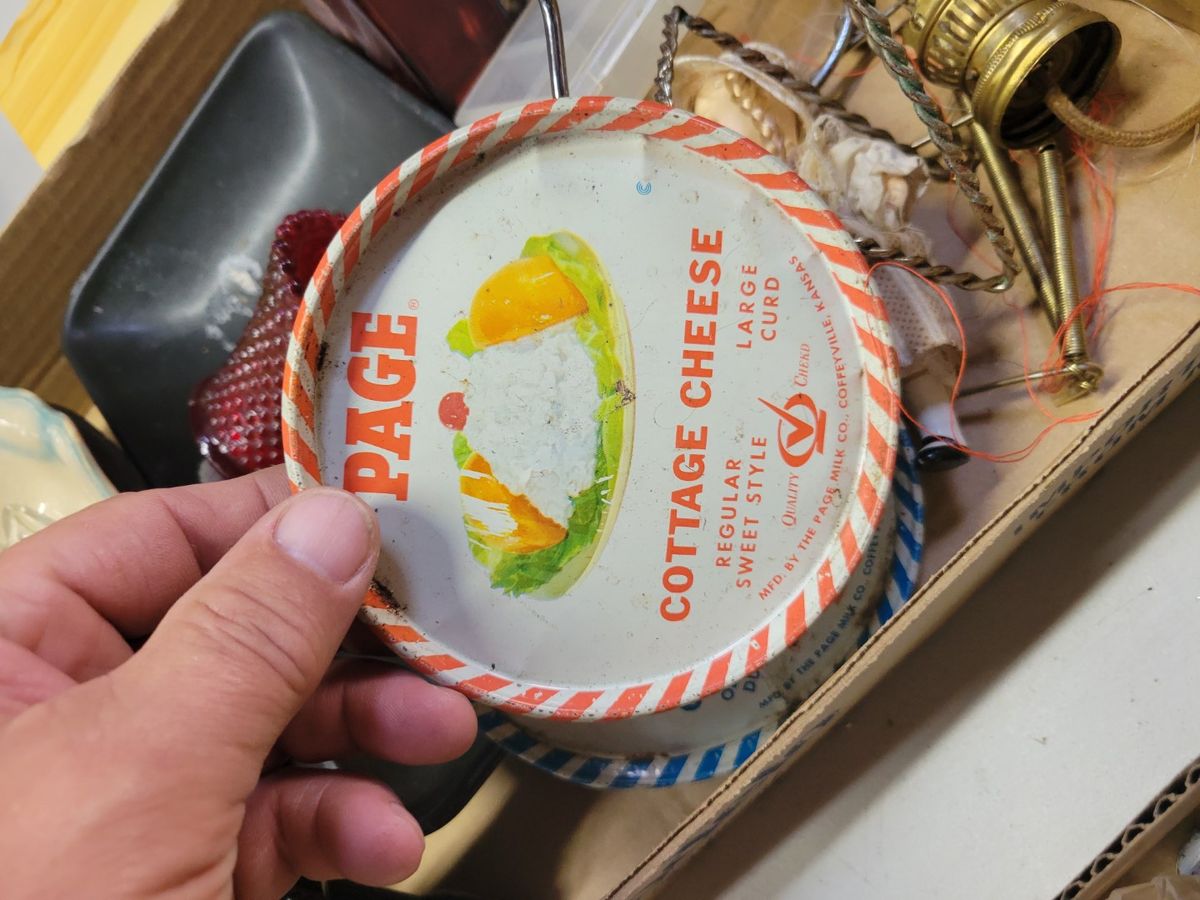 PAGE®
COTTAGE CHEESE
REGULAR
SWEET STYLE
LARGE
CURD
QUALITY CHEKD
MFD. BY THE PAGE MILK CO., COFFEYVILLE, KANSAS
MFD. BY THE PAGE MILK CO. COFFEY